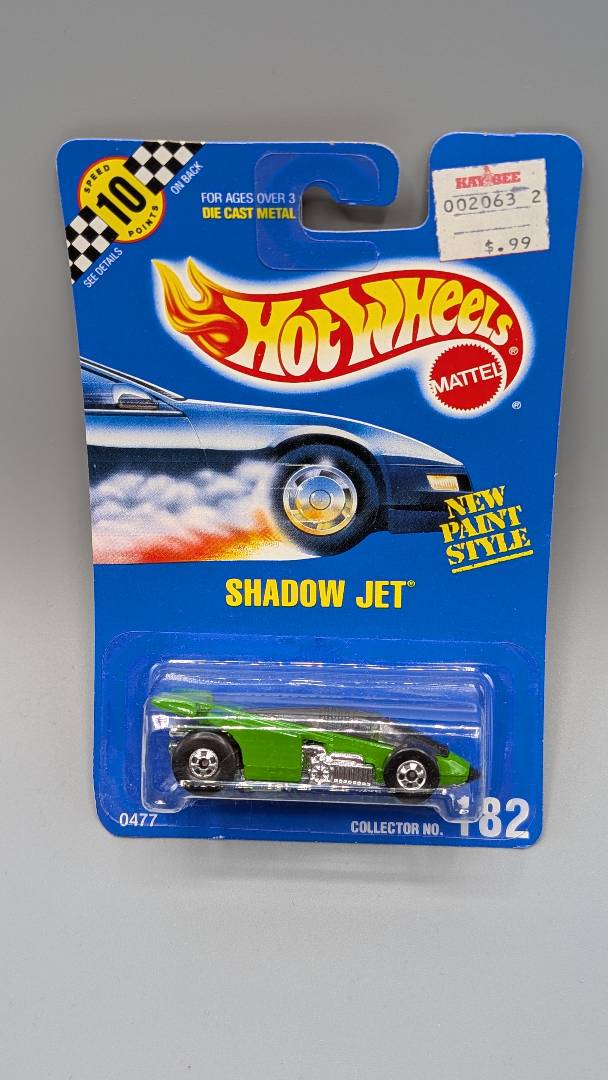 SPEED
10
POINTS
ON BACK
SEE DETAILS
FOR AGES OVER 3
DIE CAST METAL
KAY BEE
002063 2
$.99
HOT WHEELS®
MATTEL
®
NEW
PAINT
STYLE
SHADOW JET®
0477
COLLECTOR NO. 182